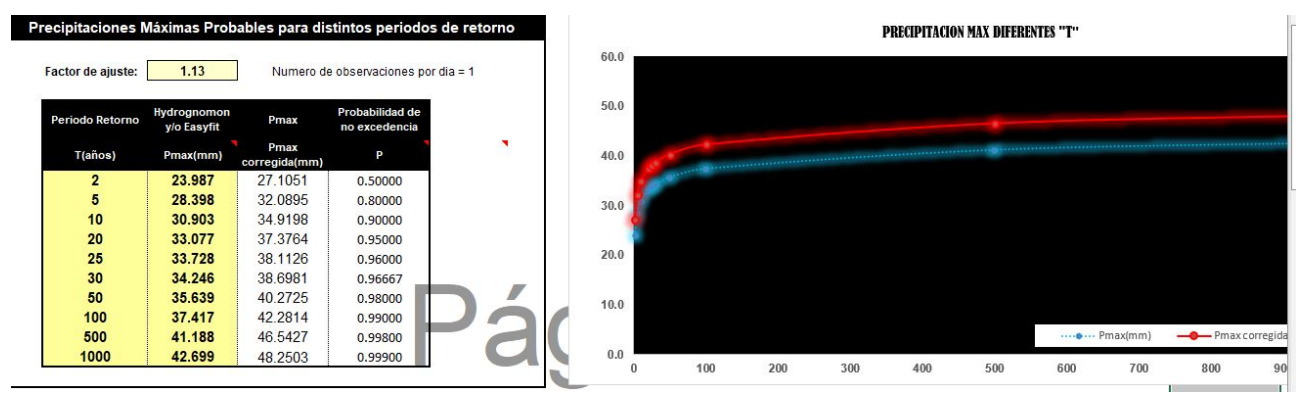 Precipitaciones Máximas Probables para distintos periodos de retorno
Factor de ajuste: 1.13 Numero de observaciones por dia = 1
Periodo Retorno Hydrognomon y/o Easyfit Pmax Probabilidad de no excedencia
T(años) Pmax(mm) Pmax corregida(mm) P
2 23.987 27.1051 0.50000
5 28.398 32.0895 0.80000
10 30.903 34.9198 0.90000
20 33.077 37.3764 0.95000
25 33.728 38.1126 0.96000
30 34.246 38.6981 0.96667
50 35.639 40.2725 0.98000
100 37.417 42.2814 0.99000
500 41.188 46.5427 0.99800
1000 42.699 48.2503 0.99900
Pág
PRECIPITACION MAX DIFERENTES "T"
60.0
50.0
40.0
30.0
20.0
10.0
0.0
0 100 200 300 400 500 600 700 800 90
Pmax(mm) Pmax corregida